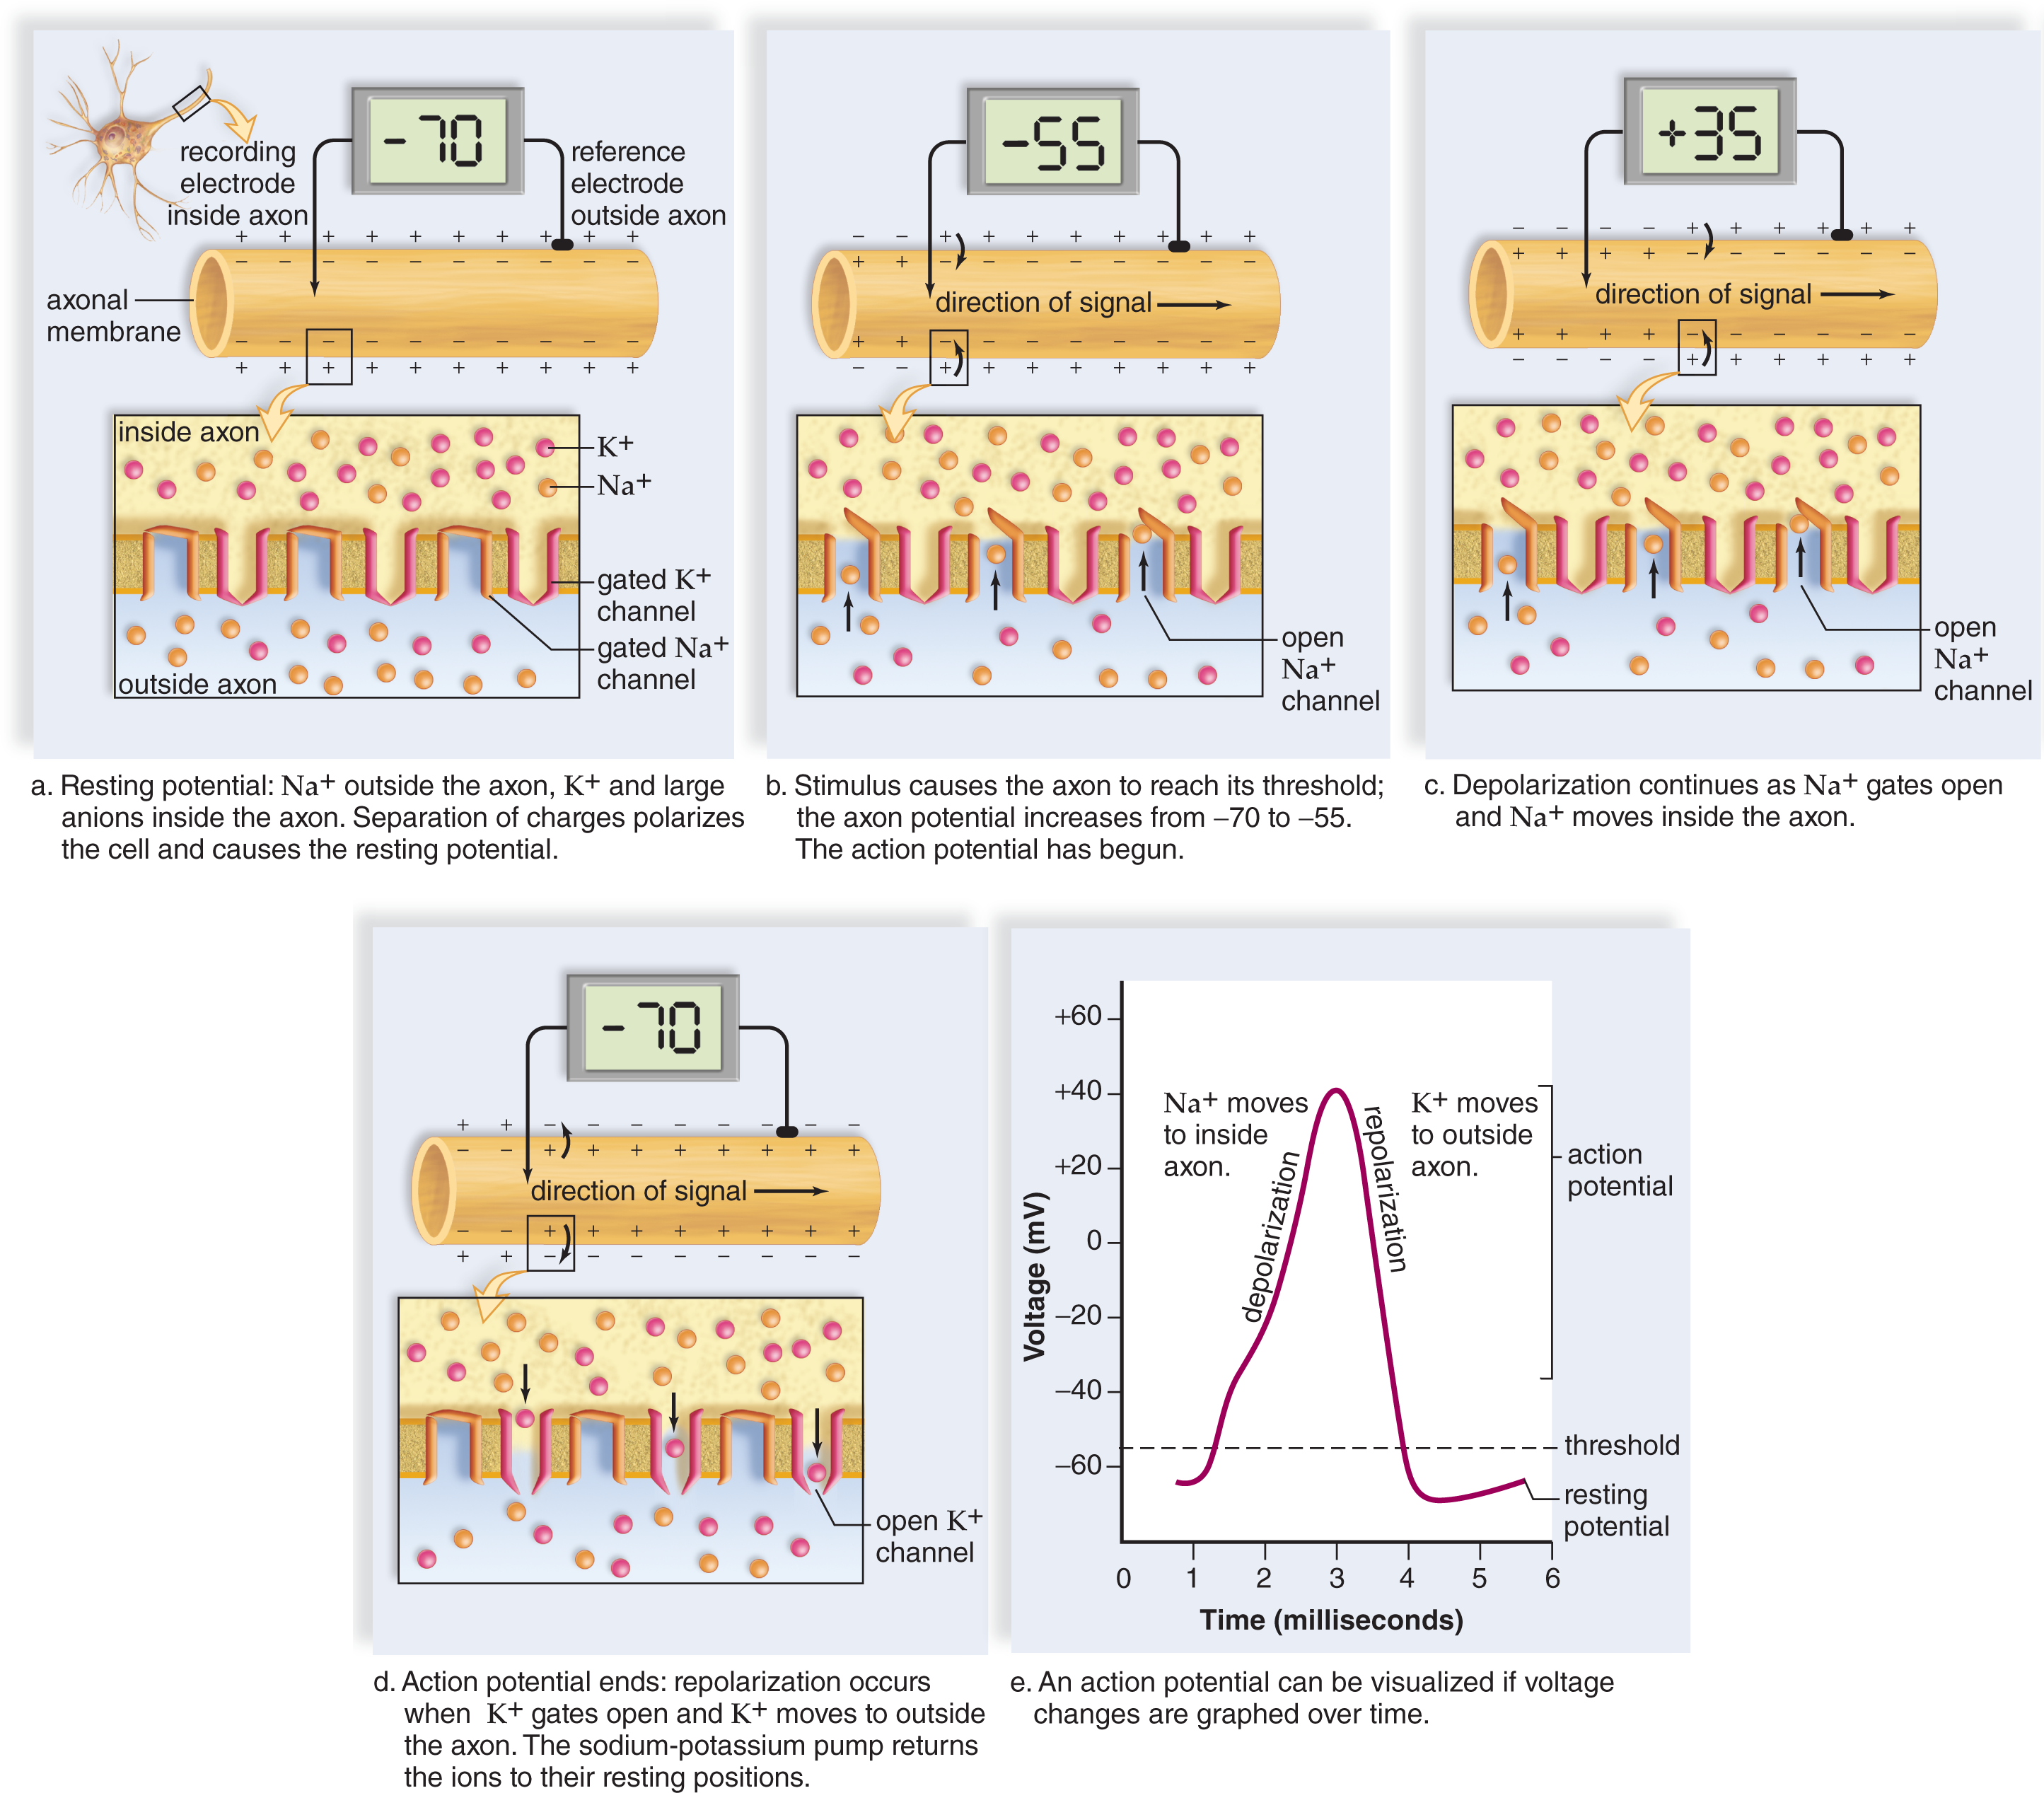 -70
recording
electrode
inside axon
reference
electrode
outside axon
axonal
membrane
inside axon
K+
Na+
gated K+
channel
gated Na+
channel
outside axon
a. Resting potential: Na+ outside the axon, K+ and large
anions inside the axon. Separation of charges polarizes
the cell and causes the resting potential.
-55
direction of signal
open
Na+
channel
b. Stimulus causes the axon to reach its threshold;
the axon potential increases from –70 to –55.
The action potential has begun.
+35
direction of signal
open
Na+
channel
c. Depolarization continues as Na+ gates open
and Na+ moves inside the axon.
-70
direction of signal
open K+
channel
d. Action potential ends: repolarization occurs
when K+ gates open and K+ moves to outside
the axon. The sodium-potassium pump returns
the ions to their resting positions.
+60
+40
+20
0
–20
–40
–60
Voltage (mV)
Na+ moves
to inside
axon.
depolarization
repolarization
K+ moves
to outside
axon.
action
potential
threshold
resting
potential
0 1 2 3 4 5 6
Time (milliseconds)
e. An action potential can be visualized if voltage
changes are graphed over time.